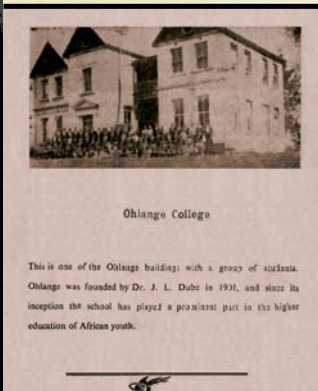 Ohlange College
This is one of the Ohlange buildings with a group of students.
Ohlange was founded by Dr. J. L. Dube in 1901, and since its
inception the school has played a prominent part in the higher
education of African youth.